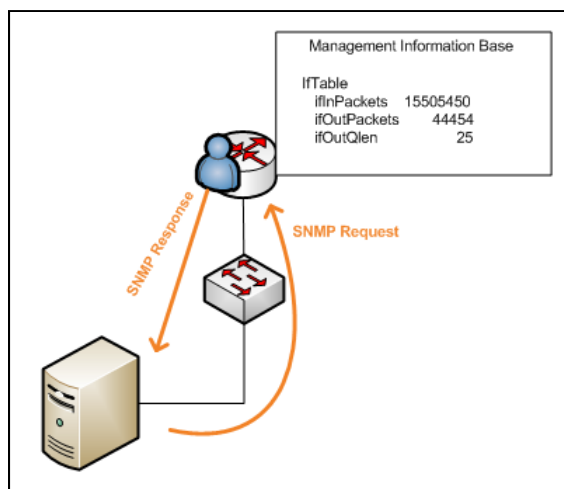 Management Information Base
IfTable
ifInPackets 15505450
ifOutPackets 44454
ifOutQlen 25
SNMP Response
SNMP Request